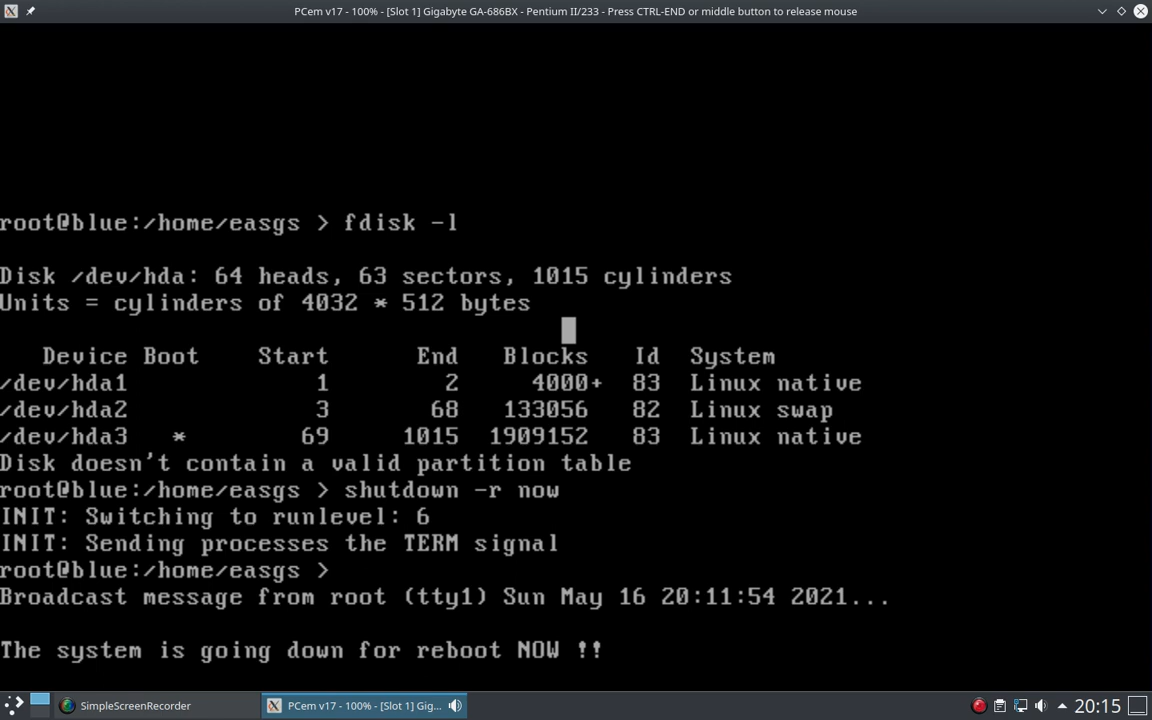 PCem v17 - 100% - [Slot 1] Gigabyte GA-686BX - Pentium II/233 - Press CTRL-END or middle button to release mouse
root@blue:/home/easgs > fdisk -l
Disk /dev/hda: 64 heads, 63 sectors, 1015 cylinders
Units = cylinders of 4032 * 512 bytes
Device Boot Start End Blocks Id System
/dev/hda1 1 2 4000+ 83 Linux native
/dev/hda2 3 68 133056 82 Linux swap
/dev/hda3 * 69 1015 1909152 83 Linux native
Disk doesn't contain a valid partition table
root@blue:/home/easgs > shutdown -r now
INIT: Switching to runlevel: 6
INIT: Sending processes the TERM signal
root@blue:/home/easgs >
Broadcast message from root (tty1) Sun May 16 20:11:54 2021...
The system is going down for reboot NOW !!
SimpleScreenRecorder
PCem v17 - 100% - [Slot 1] Gig...
20:15